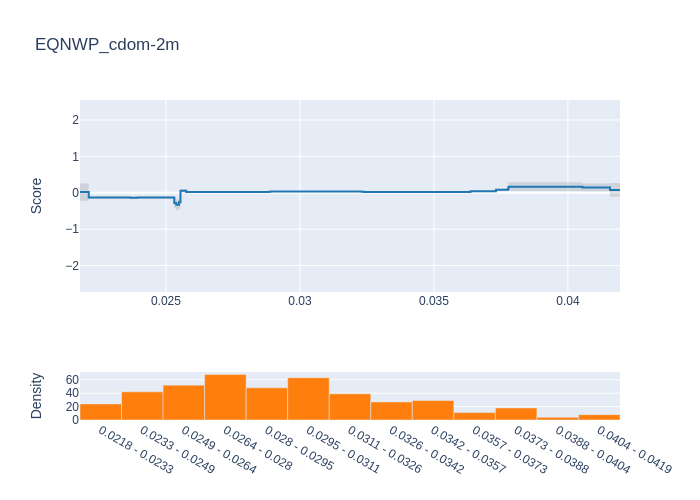 EQNWP_cdom-2m
Score
2
1
0
−1
−2
0.025
0.03
0.035
0.04
Density
60
40
20
0
0.0218 - 0.0233
0.0233 - 0.0249
0.0249 - 0.0264
0.0264 - 0.028
0.028 - 0.0295
0.0295 - 0.0311
0.0311 - 0.0326
0.0326 - 0.0342
0.0342 - 0.0357
0.0357 - 0.0373
0.0373 - 0.0388
0.0388 - 0.0404
0.0404 - 0.0419